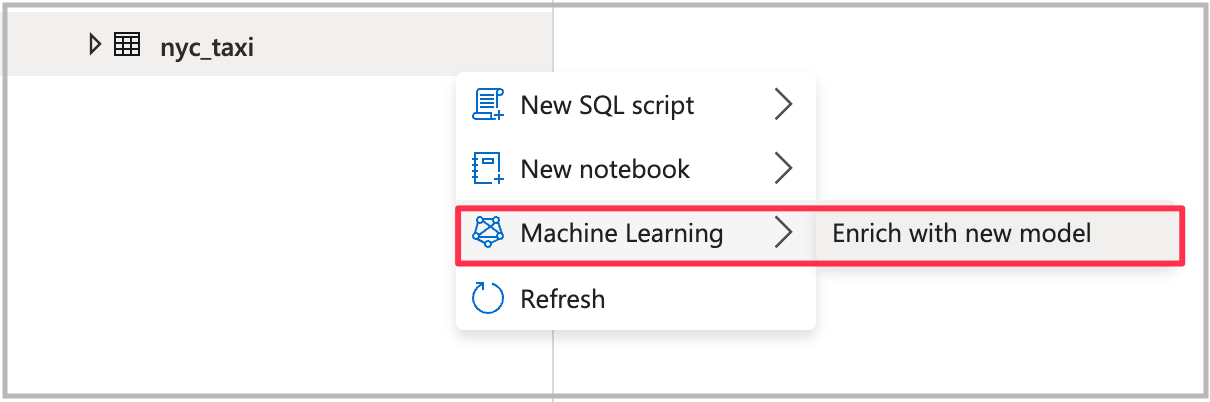 nyc_taxi
New SQL script
New notebook
Machine Learning
Enrich with new model
Refresh